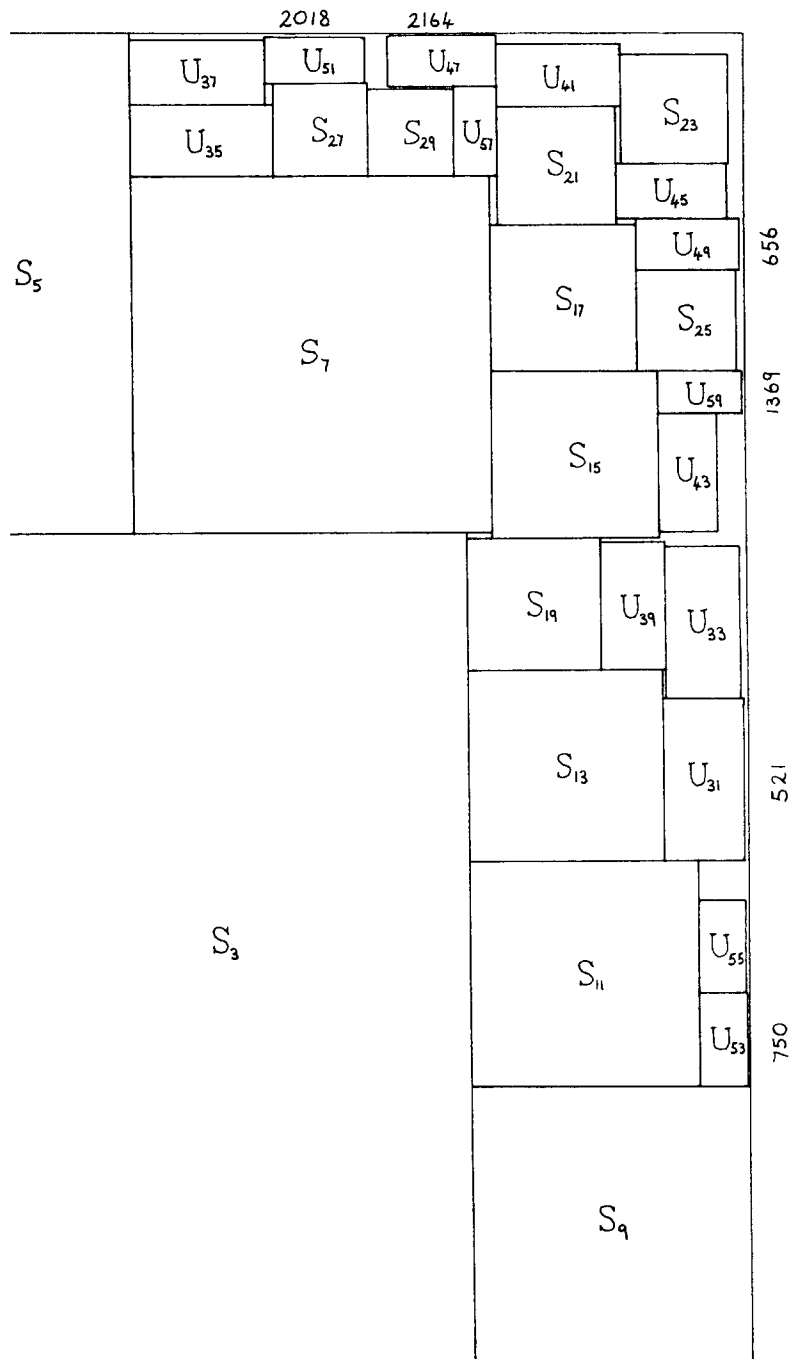 2018 2164
U₃₇ U₅₁ U₄₇ U₄₁ S₂₃
U₃₅ S₂₇ S₂₉ U₅₇ S₂₁ U₄₅
S₅ S₇ S₁₇ U₄₉ 656
S₂₅
S₁₅ U₅₉ 1369
U₄₃
S₁₉ U₃₉ U₃₃
S₁₃ U₃₁ 521
S₃ S₁₁ U₅₅
U₅₃ 750
S₉